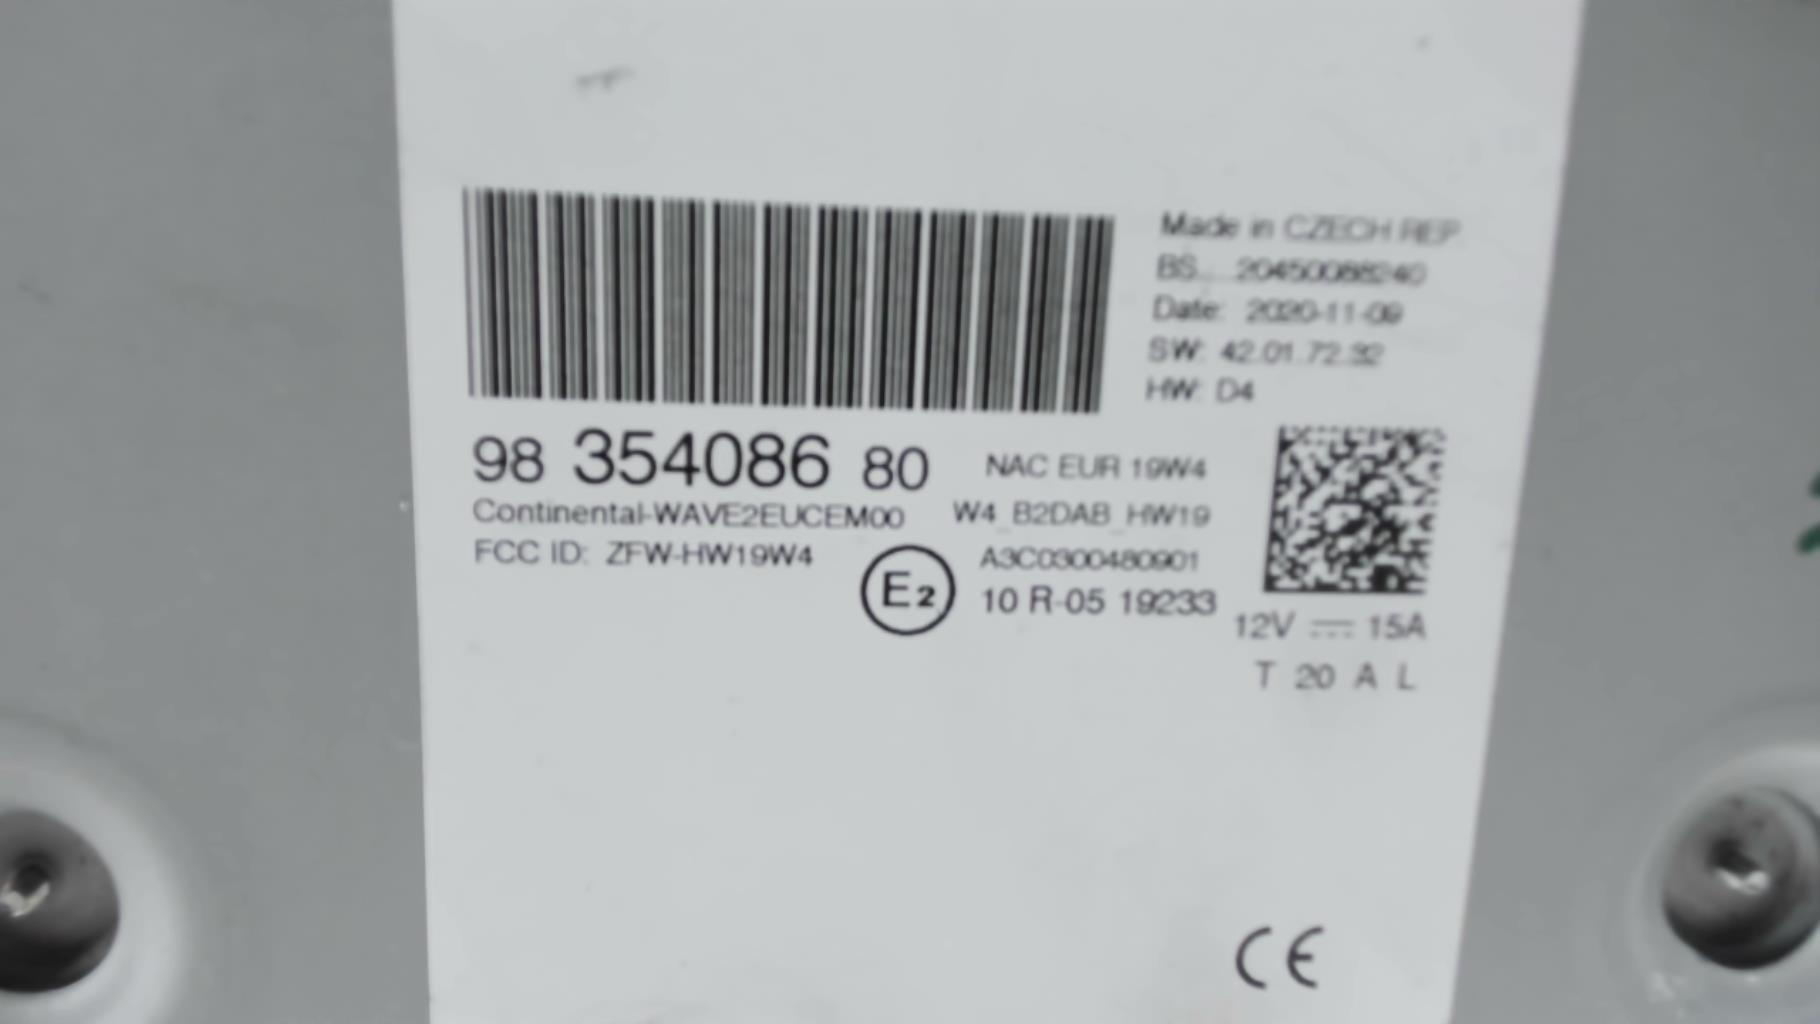 Made in CZECH REP
BS... 20450088240
Date: 2020-11-09
SW: 42.01.72.32
HW: D4
98 354086 80
NAC EUR 19W4
Continental-WAVE2EUCEM00
W4_B2DAB_HW19
FCC ID: ZFW-HW19W4
A3C0300480901
E2
10 R-05 19233
12V 15A
T 20 A L
CE